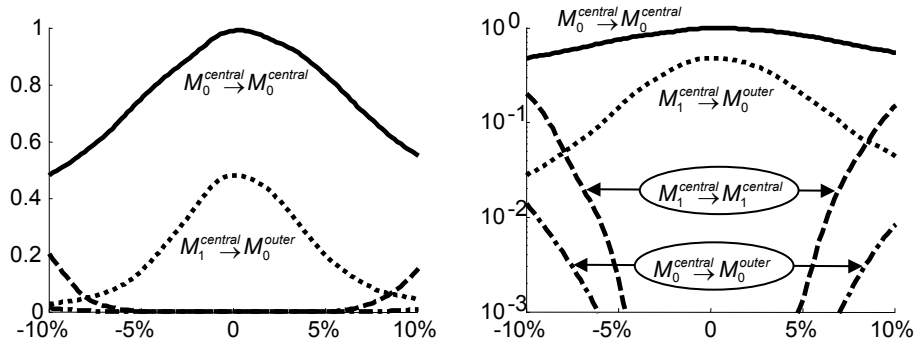 1
0.8
0.6
0.4
0.2
0
-10% -5% 0 5% 10%
M_0^central → M_0^central
M_1^central → M_0^outer
10^0
10^-1
10^-2
10^-3
-10% -5% 0 5% 10%
M_0^central → M_0^central
M_1^central → M_0^outer
M_1^central → M_1^central
M_0^central → M_0^outer